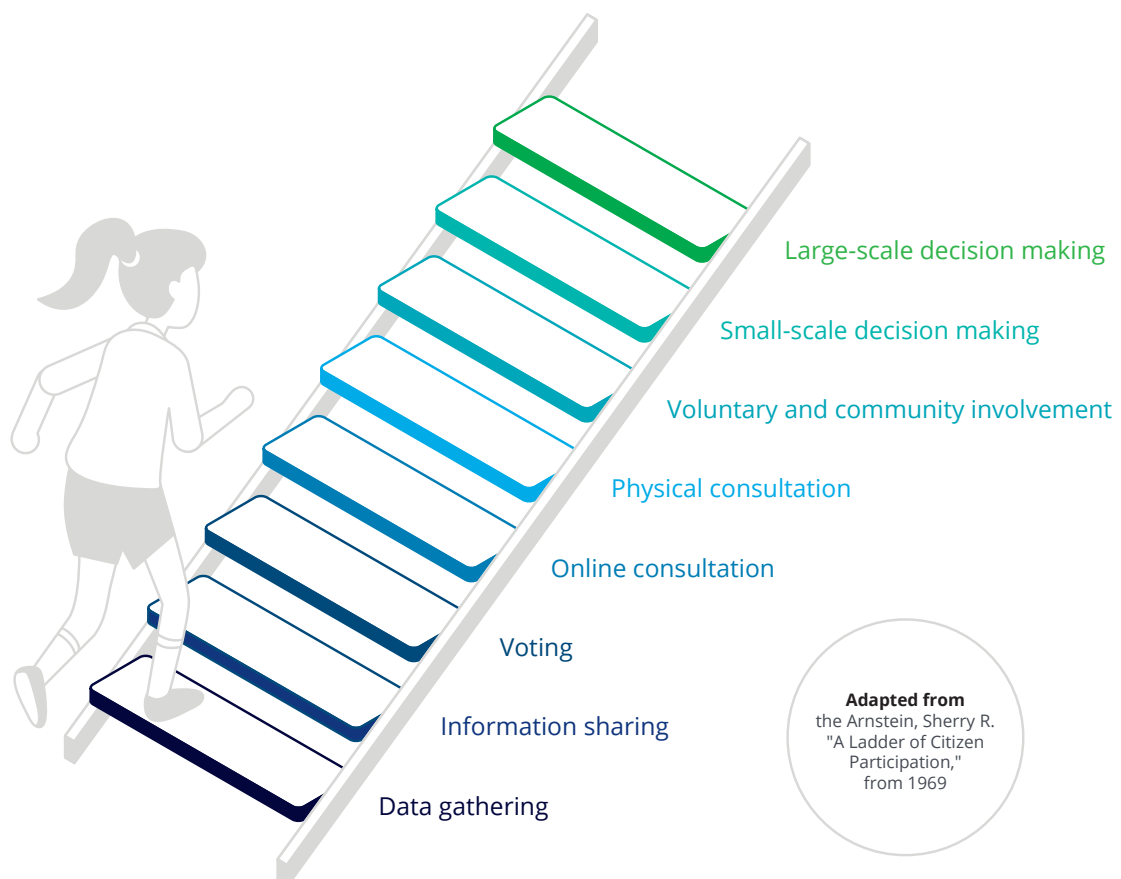 Large-scale decision making
Small-scale decision making
Voluntary and community involvement
Physical consultation
Online consultation
Voting
Information sharing
Data gathering
Adapted from
the Arnstein, Sherry R.
"A Ladder of Citizen
Participation,"
from 1969